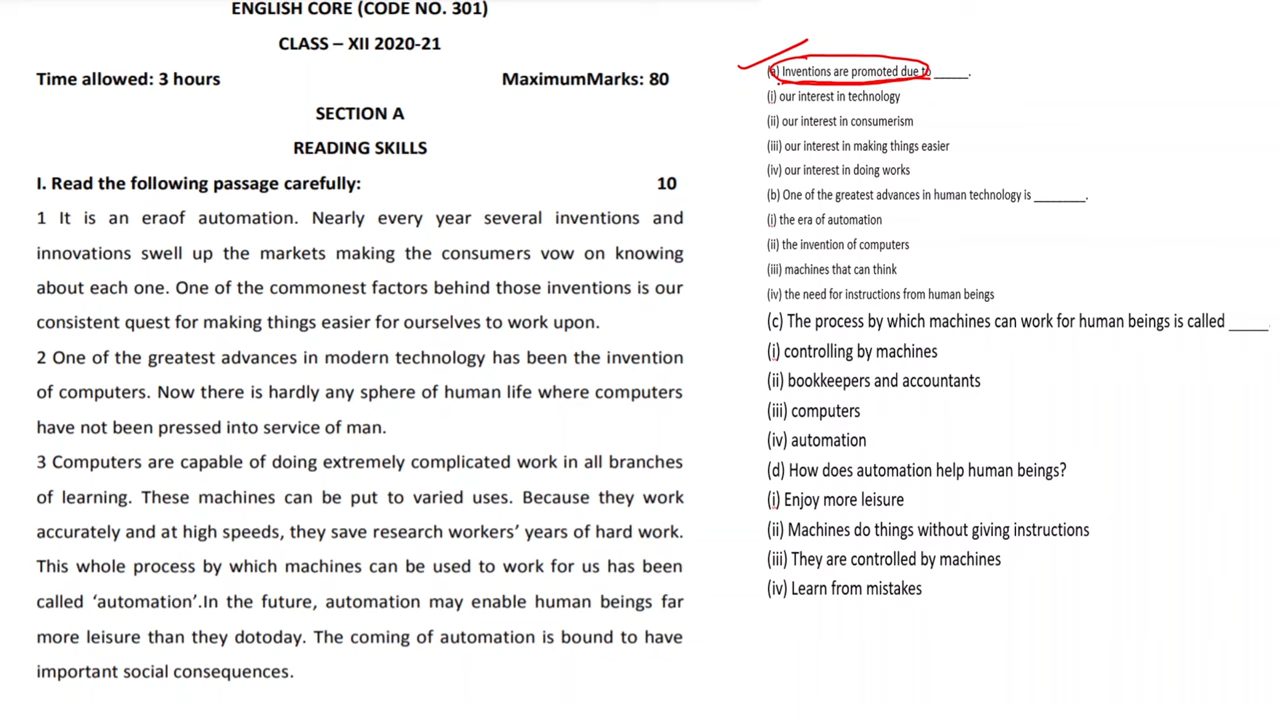 ENGLISH CORE (CODE NO. 301)
CLASS – XII 2020-21
Time allowed: 3 hours MaximumMarks: 80
SECTION A
READING SKILLS
I. Read the following passage carefully: 10
1 It is an eraof automation. Nearly every year several inventions and
innovations swell up the markets making the consumers vow on knowing
about each one. One of the commonest factors behind those inventions is our
consistent quest for making things easier for ourselves to work upon.
2 One of the greatest advances in modern technology has been the invention
of computers. Now there is hardly any sphere of human life where computers
have not been pressed into service of man.
3 Computers are capable of doing extremely complicated work in all branches
of learning. These machines can be put to varied uses. Because they work
accurately and at high speeds, they save research workers’ years of hard work.
This whole process by which machines can be used to work for us has been
called ‘automation’.In the future, automation may enable human beings far
more leisure than they dotoday. The coming of automation is bound to have
important social consequences.
(a) Inventions are promoted due to _____.
(i) our interest in technology
(ii) our interest in consumerism
(iii) our interest in making things easier
(iv) our interest in doing works
(b) One of the greatest advances in human technology is ________.
(i) the era of automation
(ii) the invention of computers
(iii) machines that can think
(iv) the need for instructions from human beings
(c) The process by which machines can work for human beings is called _____
(i) controlling by machines
(ii) bookkeepers and accountants
(iii) computers
(iv) automation
(d) How does automation help human beings?
(i) Enjoy more leisure
(ii) Machines do things without giving instructions
(iii) They are controlled by machines
(iv) Learn from mistakes